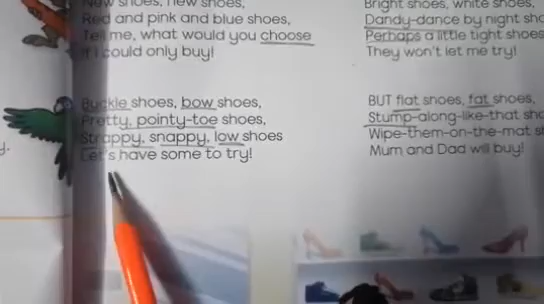 New shoes, new shoes,
Red and pink and blue shoes,
Tell me, what would you choose
If I could only buy!
Buckle shoes, bow shoes,
Pretty, pointy-toe shoes,
Strappy, snappy, low shoes
Let's have some to try!
Bright shoes, white shoes,
Dandy-dance by night
Perhaps a little tight shoes
They won't let me try!
BUT flat shoes, fat shoes,
Stump-along-like-that
Wipe-them-on-the-mat
Mum and Dad will buy!